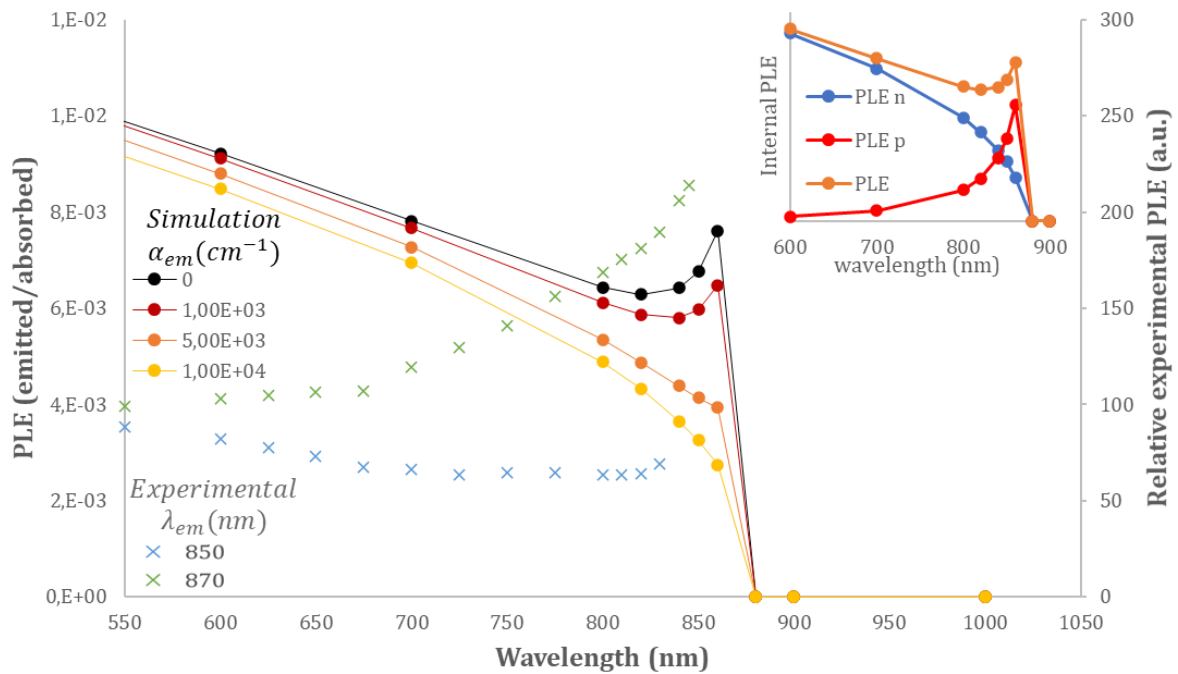 PLE (emitted/absorbed)
1,E-02
1,E-02
8,E-03
6,E-03
4,E-03
2,E-03
0,E+00
Simulation
α_em(cm⁻¹)
0
1,00E+03
5,00E+03
1,00E+04
Experimental
λ_em(nm)
850
870
550 600 650 700 750 800 850 900 950 1000 1050
Wavelength (nm)
Internal PLE
PLE n
PLE p
PLE
600 700 800 900
wavelength (nm)
300
250
200
150
100
50
0
Relative experimental PLE (a.u.)